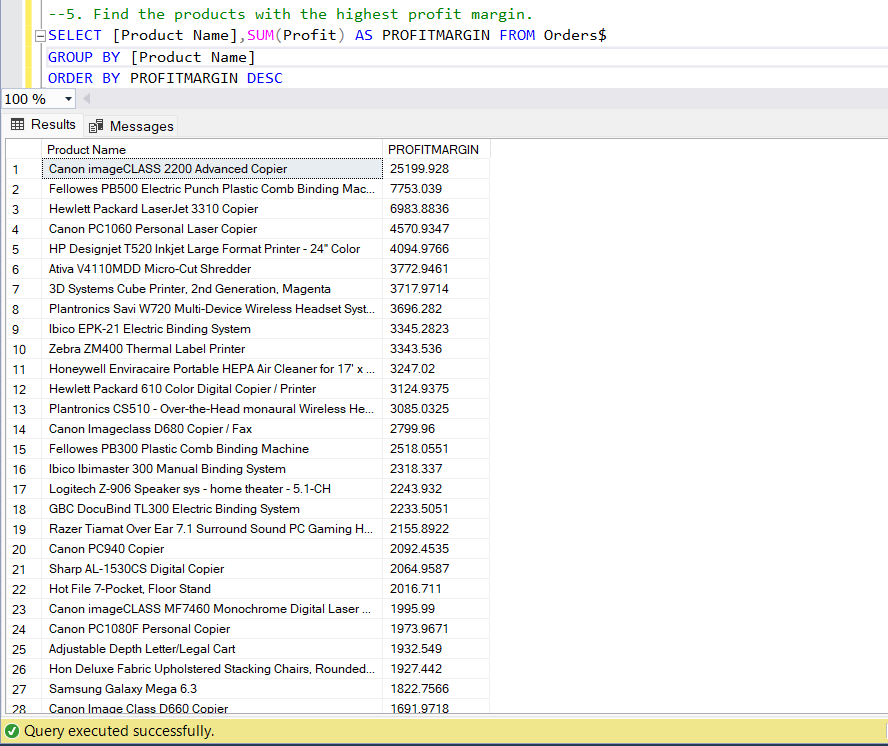 --5. Find the products with the highest profit margin.
SELECT [Product Name],SUM(Profit) AS PROFITMARGIN FROM Orders$
GROUP BY [Product Name]
ORDER BY PROFITMARGIN DESC
100 %
Results Messages
Product Name PROFITMARGIN
1 Canon imageCLASS 2200 Advanced Copier 25199.928
2 Fellowes PB500 Electric Punch Plastic Comb Binding Mac... 7753.039
3 Hewlett Packard LaserJet 3310 Copier 6983.8836
4 Canon PC1060 Personal Laser Copier 4570.9347
5 HP Designjet T520 Inkjet Large Format Printer - 24" Color 4094.9766
6 Ativa V4110MDD Micro-Cut Shredder 3772.9461
7 3D Systems Cube Printer, 2nd Generation, Magenta 3717.9714
8 Plantronics Savi W720 Multi-Device Wireless Headset Syst... 3696.282
9 Ibico EPK-21 Electric Binding System 3345.2823
10 Zebra ZM400 Thermal Label Printer 3343.536
11 Honeywell Enviracaire Portable HEPA Air Cleaner for 17' x ... 3247.02
12 Hewlett Packard 610 Color Digital Copier / Printer 3124.9375
13 Plantronics CS510 - Over-the-Head monaural Wireless He... 3085.0325
14 Canon Imageclass D680 Copier / Fax 2799.96
15 Fellowes PB300 Plastic Comb Binding Machine 2518.0551
16 Ibico Ibimaster 300 Manual Binding System 2318.337
17 Logitech Z-906 Speaker sys - home theater - 5.1-CH 2243.932
18 GBC DocuBind TL300 Electric Binding System 2233.5051
19 Razer Tiamat Over Ear 7.1 Surround Sound PC Gaming H... 2155.8922
20 Canon PC940 Copier 2092.4535
21 Sharp AL-1530CS Digital Copier 2064.9587
22 Hot File 7-Pocket, Floor Stand 2016.711
23 Canon imageCLASS MF7460 Monochrome Digital Laser ... 1995.99
24 Canon PC1080F Personal Copier 1973.9671
25 Adjustable Depth Letter/Legal Cart 1932.549
26 Hon Deluxe Fabric Upholstered Stacking Chairs, Rounded... 1927.442
27 Samsung Galaxy Mega 6.3 1822.7566
28 Canon Image Class D660 Copier 1691.9718
Query executed successfully.